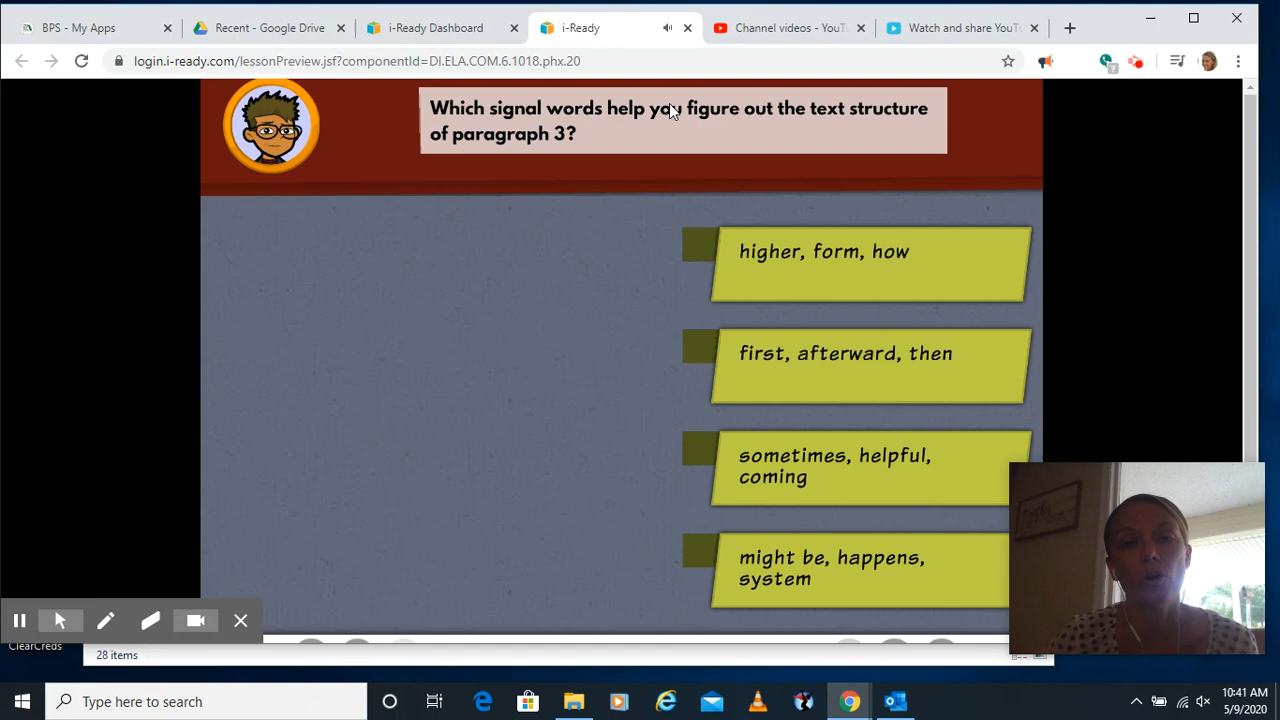 BPS - My Apps
Recent - Google Drive
i-Ready Dashboard
i-Ready
Channel videos - YouT
Watch and share YouT
login.i-ready.com/lessonPreview.jsf?componentId=DI.ELA.COM.6.1018.phx.20
Which signal words help you figure out the text structure
of paragraph 3?
higher, form, how
first, afterward, then
sometimes, helpful,
coming
might be, happens,
system
ClearCreds
28 items
Type here to search
10:41 AM
5/9/2020